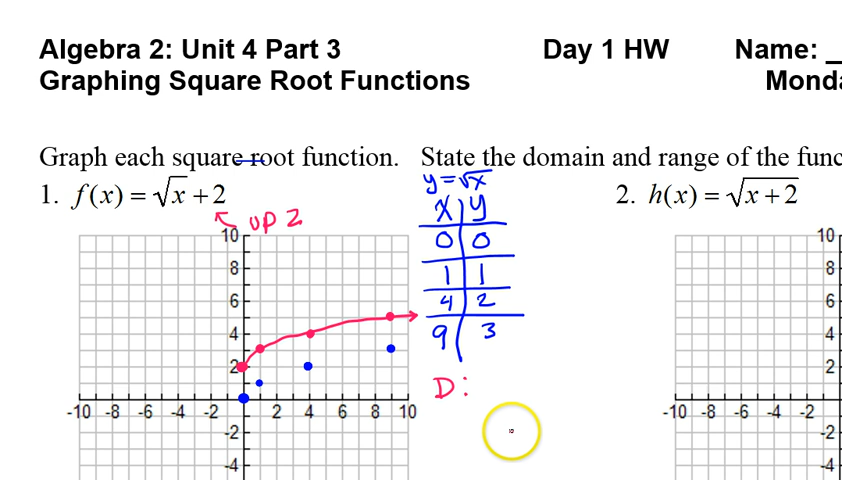 Algebra 2: Unit 4 Part 3 Day 1 HW Name: _
Graphing Square Root Functions Monda
Graph each square root function. State the domain and range of the func
1. f(x) = √x + 2
up 2
10
8
6
4
2
-2
-4
-10 -8 -6 -4 -2 2 4 6 8 10
y = √x
x y
0 0
1 1
4 2
9 3
D:
2. h(x) = √(x + 2)
10
8
6
4
2
-2
-4
-10 -8 -6 -4 -2